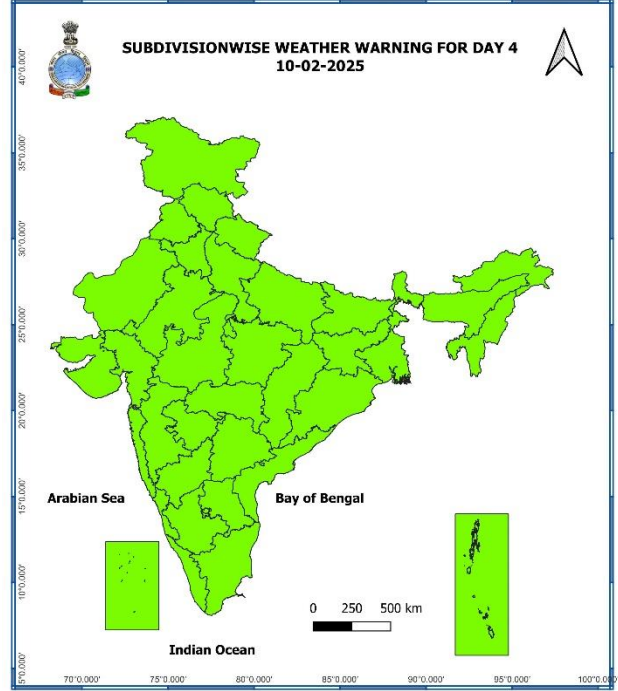 SUBDIVISIONWISE WEATHER WARNING FOR DAY 4
10-02-2025
40°0.000'
35°0.000'
30°0.000'
25°0.000'
20°0.000'
15°0.000'
10°0.000'
5°0.000'
Arabian Sea
Bay of Bengal
0 250 500 km
Indian Ocean
70°0.000' 75°0.000' 80°0.000' 85°0.000' 90°0.000' 95°0.000' 100°0.000'